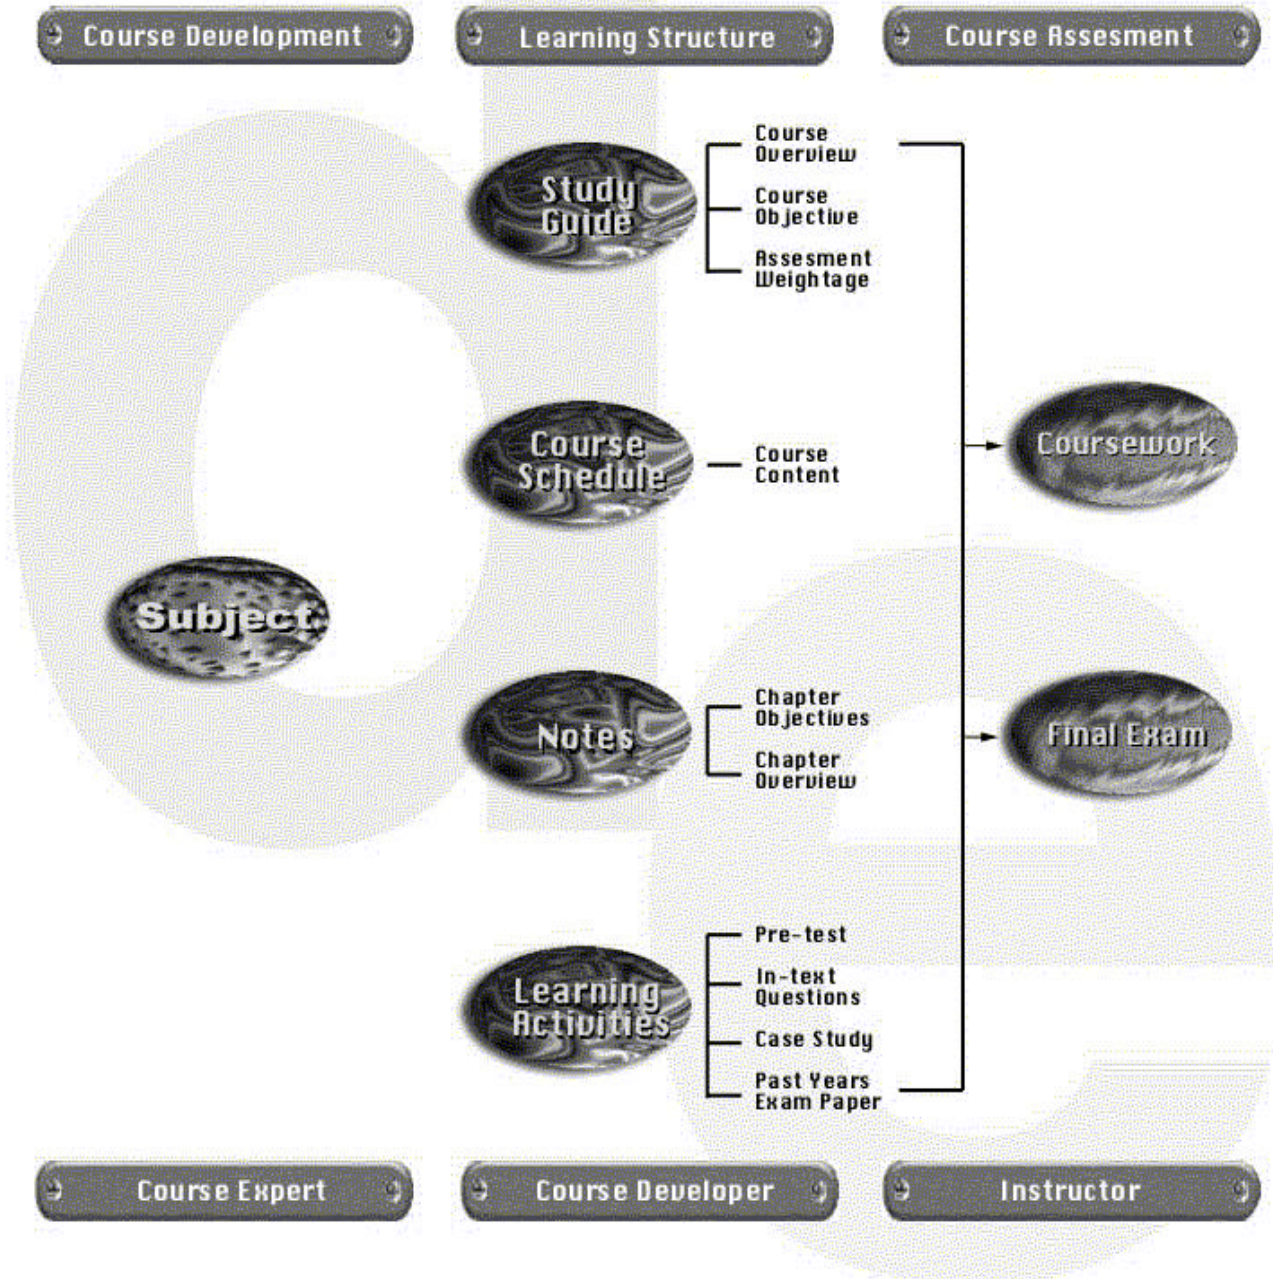 Course Development
Learning Structure
Course Assesment
Study
Guide
Course
Overview
Course
Objective
Assesment
Weightage
Course
Schedule
Course
Content
Coursework
Subject
Notes
Chapter
Objectives
Chapter
Overview
Final Exam
Learning
Activities
Pre-test
In-text
Questions
Case Study
Past Years
Exam Paper
Course Expert
Course Developer
Instructor